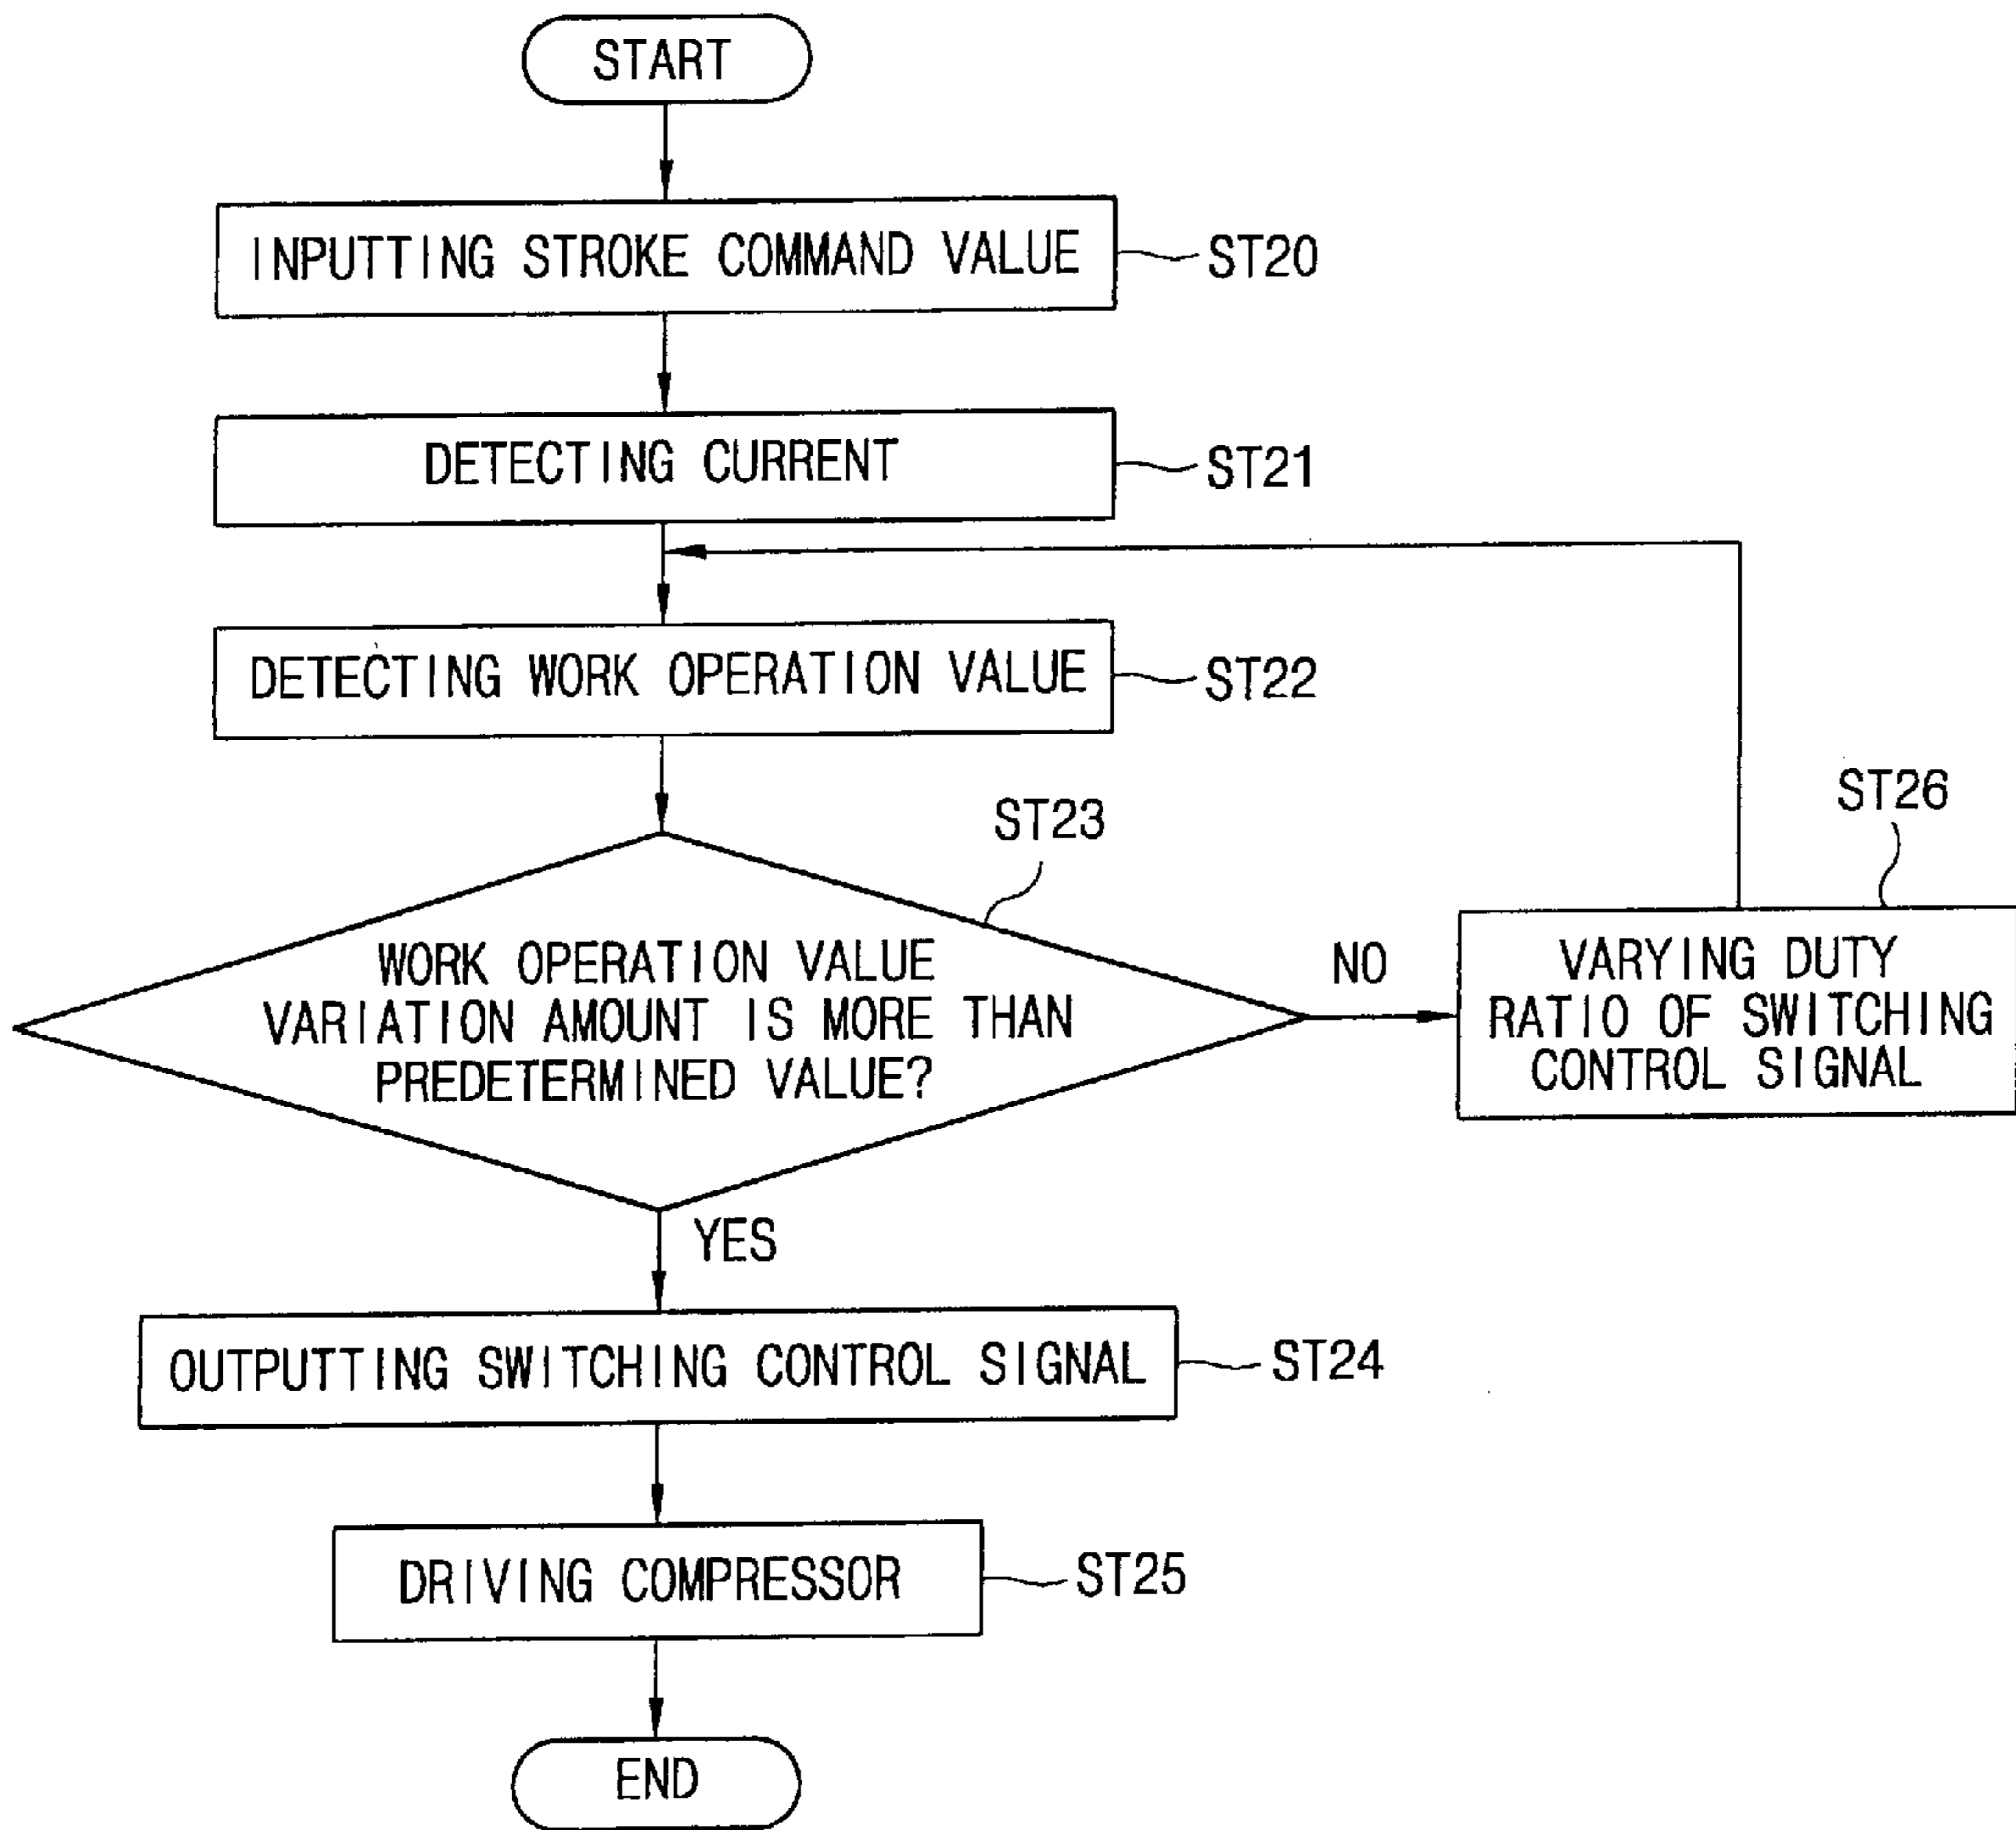 START
INPUTTING STROKE COMMAND VALUE
ST20
DETECTING CURRENT
ST21
DETECTING WORK OPERATION VALUE
ST22
ST23
WORK OPERATION VALUE
VARIATION AMOUNT IS MORE THAN
PREDETERMINED VALUE?
NO
ST26
VARYING DUTY
RATIO OF SWITCHING
CONTROL SIGNAL
YES
OUTPUTTING SWITCHING CONTROL SIGNAL
ST24
DRIVING COMPRESSOR
ST25
END